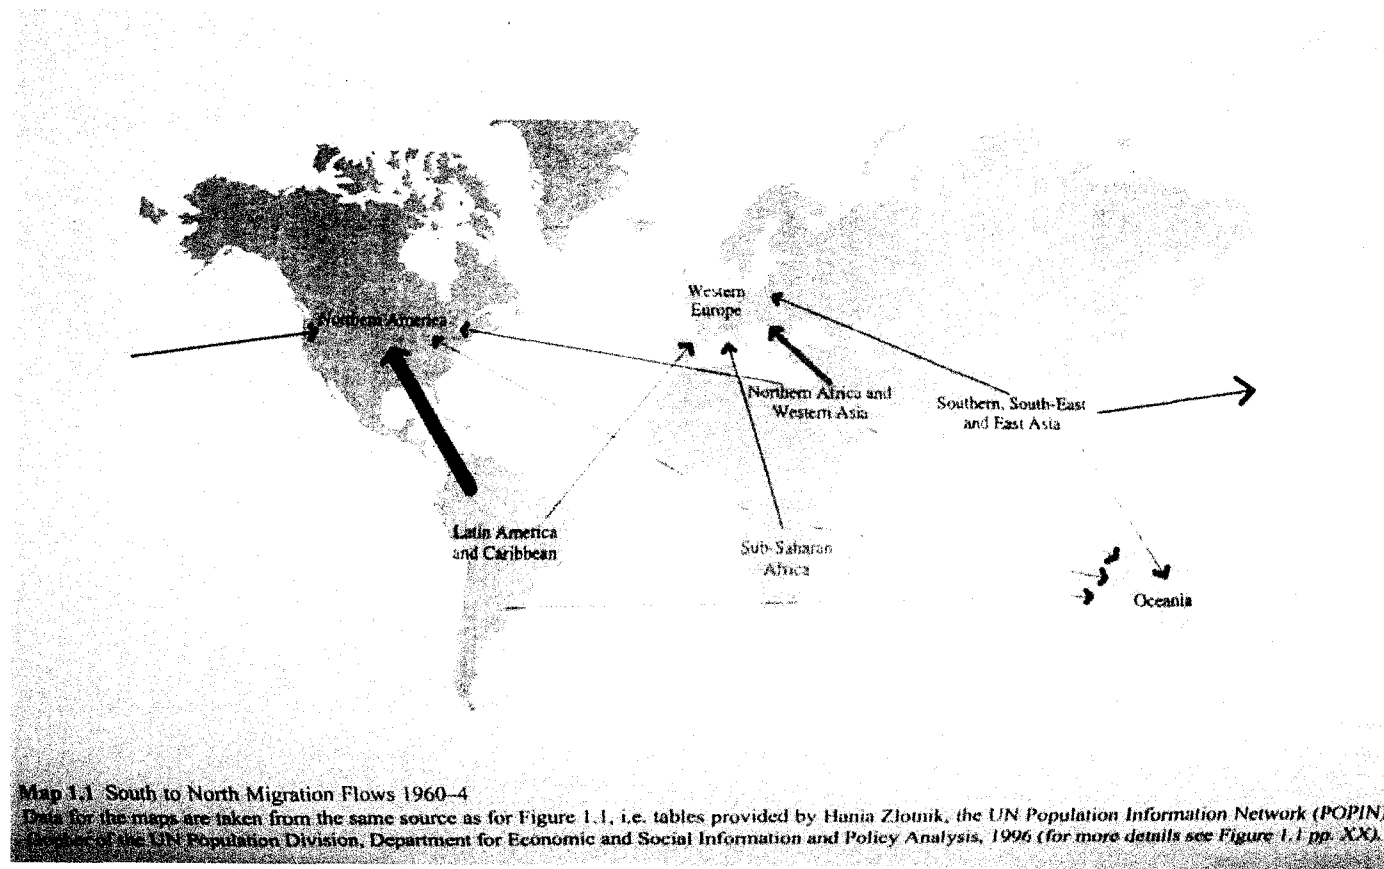 Northern America
Western
Europe
Northern Africa and
Western Asia
Southern, South-East
and East Asia
Latin America
and Caribbean
Sub-Saharan
Africa
Oceania
Map 1.1 South to North Migration Flows 1960–4
Data for the maps are taken from the same source as for Figure 1.1, i.e. tables provided by Hania Zlotnik, the UN Population Information Network (POPIN)
Gopher of the UN Population Division, Department for Economic and Social Information and Policy Analysis, 1996 (for more details see Figure 1.1 pp. XX).